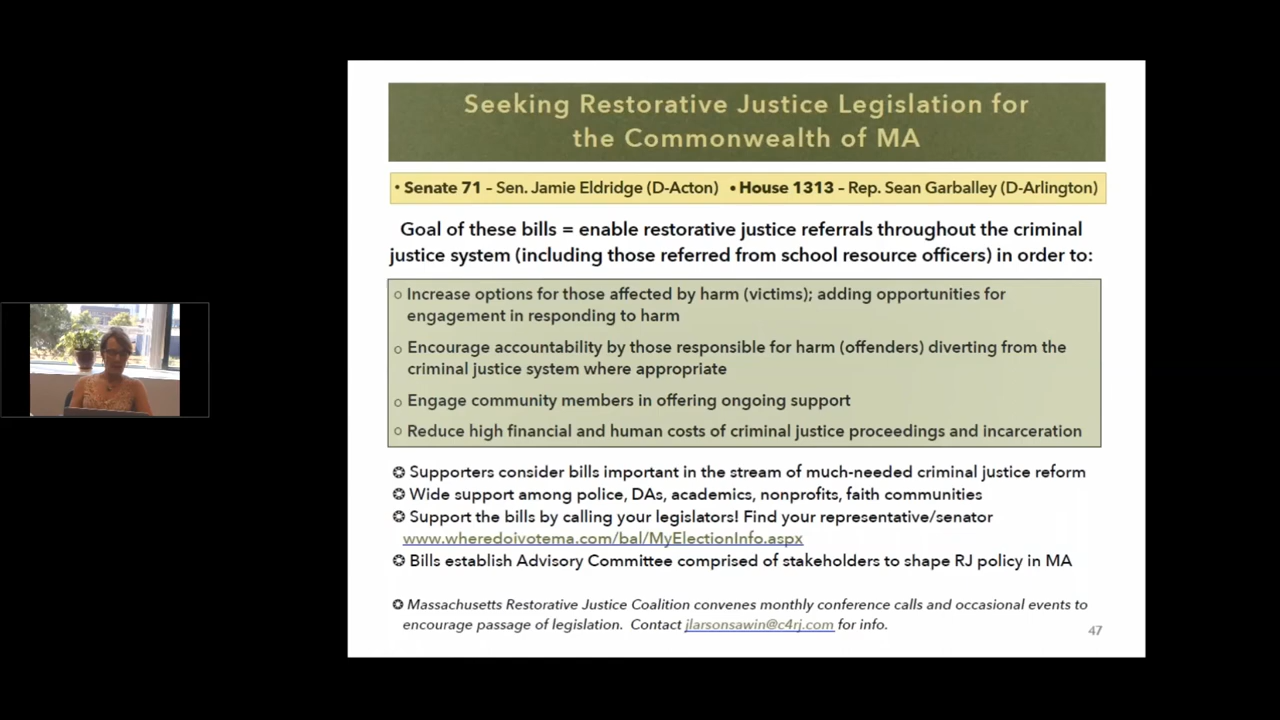 Seeking Restorative Justice Legislation for
the Commonwealth of MA
• Senate 71 – Sen. Jamie Eldridge (D-Acton) • House 1313 – Rep. Sean Garballey (D-Arlington)
Goal of these bills = enable restorative justice referrals throughout the criminal
justice system (including those referred from school resource officers) in order to:
o Increase options for those affected by harm (victims); adding opportunities for
engagement in responding to harm
o Encourage accountability by those responsible for harm (offenders) diverting from the
criminal justice system where appropriate
o Engage community members in offering ongoing support
o Reduce high financial and human costs of criminal justice proceedings and incarceration
❂ Supporters consider bills important in the stream of much-needed criminal justice reform
❂ Wide support among police, DAs, academics, nonprofits, faith communities
❂ Support the bills by calling your legislators! Find your representative/senator
www.wheredoivotema.com/bal/MyElectionInfo.aspx
❂ Bills establish Advisory Committee comprised of stakeholders to shape RJ policy in MA
❂ Massachusetts Restorative Justice Coalition convenes monthly conference calls and occasional events to
encourage passage of legislation. Contact jlarsonsawin@c4rj.com for info.
47